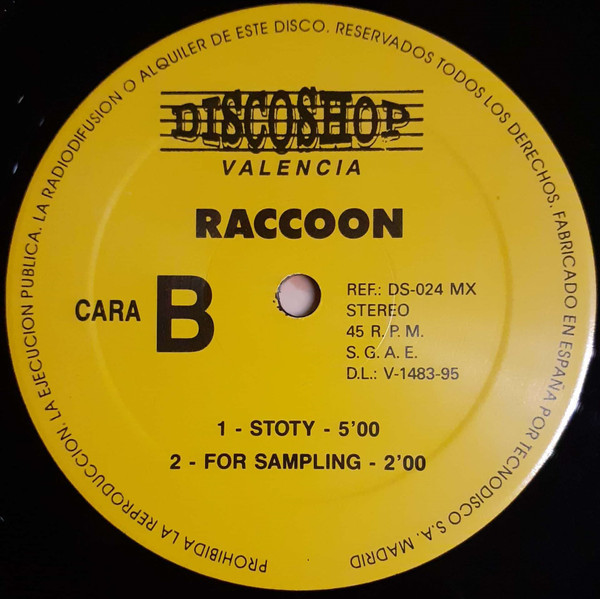 DISCOSHOP
VALENCIA
RACCOON
CARA B
REF.: DS-024 MX
STEREO
45 R.P.M.
S.G.A.E.
D.L.: V-1483-95
1 - STOTY - 5'00
2 - FOR SAMPLING - 2'00
PROHIBIDA LA REPRODUCCION. LA EJECUCION PUBLICA. LA RADIODIFUSION O ALQUILER DE ESTE DISCO. RESERVADOS TODOS LOS DERECHOS. FABRICADO EN ESPAÑA POR TECNODISCO S.A. MADRID